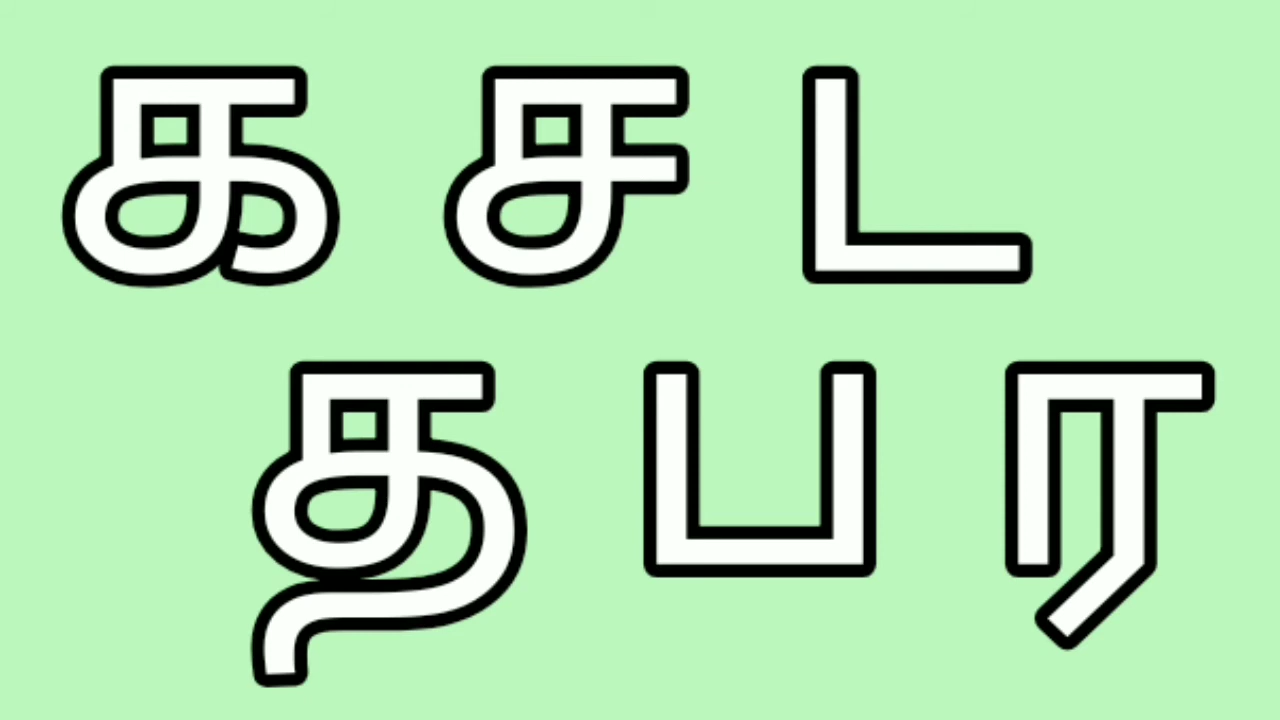 க ச ட
த ப ர